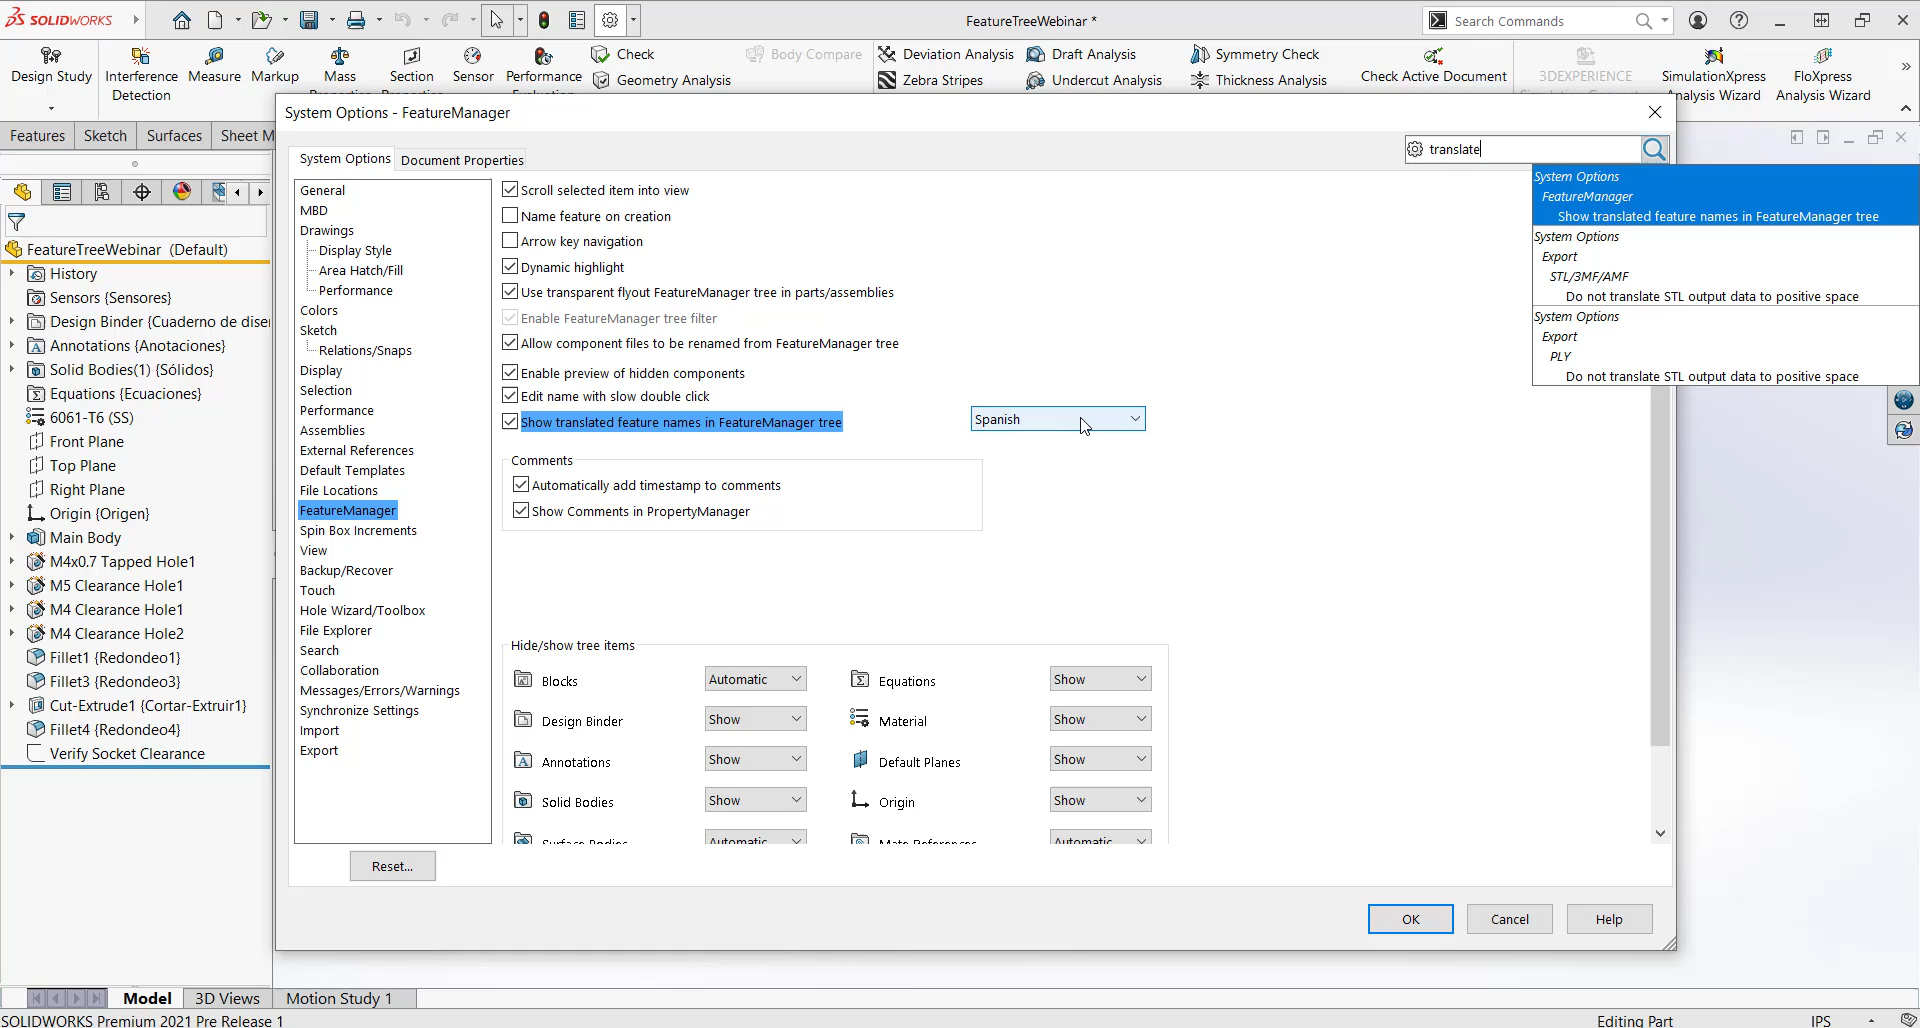 SOLIDWORKS
FeatureTreeWebinar *
Search Commands
Design Study
Interference
Detection
Measure
Markup
Mass
Section
Sensor
Performance
Check
Geometry Analysis
Body Compare
Deviation Analysis
Zebra Stripes
Draft Analysis
Undercut Analysis
Symmetry Check
Thickness Analysis
Check Active Document
3DEXPERIENCE
SimulationXpress
nalysis Wizard
FloXpress
Analysis Wizard
Features
Sketch
Surfaces
Sheet M
FeatureTreeWebinar (Default)
History
Sensors {Sensores}
Design Binder {Cuaderno de diser
Annotations {Anotaciones}
Solid Bodies(1) {Sólidos}
Equations {Ecuaciones}
6061-T6 (SS)
Front Plane
Top Plane
Right Plane
Origin {Origen}
Main Body
M4x0.7 Tapped Hole1
M5 Clearance Hole1
M4 Clearance Hole1
M4 Clearance Hole2
Fillet1 {Redondeo1}
Fillet3 {Redondeo3}
Cut-Extrude1 {Cortar-Extruir1}
Fillet4 {Redondeo4}
Verify Socket Clearance
System Options - FeatureManager
System Options
Document Properties
translate
System Options
FeatureManager
Show translated feature names in FeatureManager tree
System Options
Export
STL/3MF/AMF
Do not translate STL output data to positive space
System Options
Export
PLY
Do not translate STL output data to positive space
General
MBD
Drawings
Display Style
Area Hatch/Fill
Performance
Colors
Sketch
Relations/Snaps
Display
Selection
Performance
Assemblies
External References
Default Templates
File Locations
FeatureManager
Spin Box Increments
View
Backup/Recover
Touch
Hole Wizard/Toolbox
File Explorer
Search
Collaboration
Messages/Errors/Warnings
Synchronize Settings
Import
Export
Scroll selected item into view
Name feature on creation
Arrow key navigation
Dynamic highlight
Use transparent flyout FeatureManager tree in parts/assemblies
Enable FeatureManager tree filter
Allow component files to be renamed from FeatureManager tree
Enable preview of hidden components
Edit name with slow double click
Show translated feature names in FeatureManager tree
Spanish
Comments
Automatically add timestamp to comments
Show Comments in PropertyManager
Hide/show tree items
Blocks Automatic Equations Show
Design Binder Show Material Show
Annotations Show Default Planes Show
Solid Bodies Show Origin Show
Surface Bodies Automatic Mate References Automatic
Reset...
OK
Cancel
Help
Model
3D Views
Motion Study 1
SOLIDWORKS Premium 2021 Pre Release 1
Editing Part
IPS